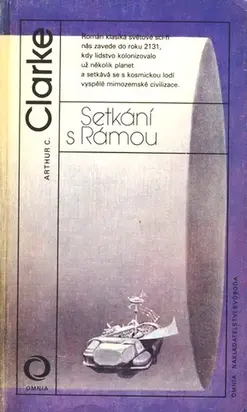 Román klasika světové sci-fi
nás zavede do roku 2131,
kdy lidstvo kolonizovalo
už několik planet
a setkává se s kosmickou lodí
vyspělé mimozemské civilizace.
ARTHUR C.
Clarke
Setkání
s Rámou
OMNIA
OMNIA NAKLADATELSTVÍ SVOBODA